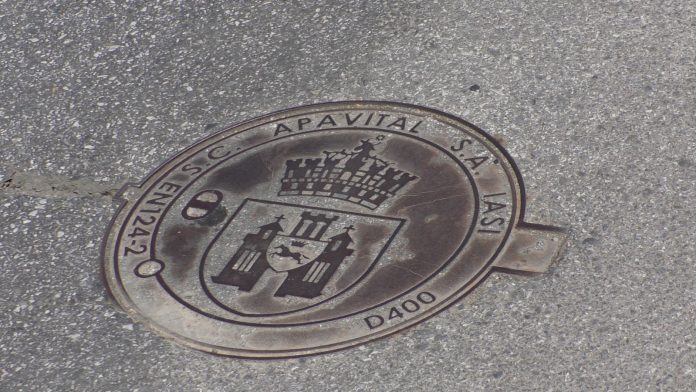 S.C. APAVITAL S.A. IASI
EN124-2
D400